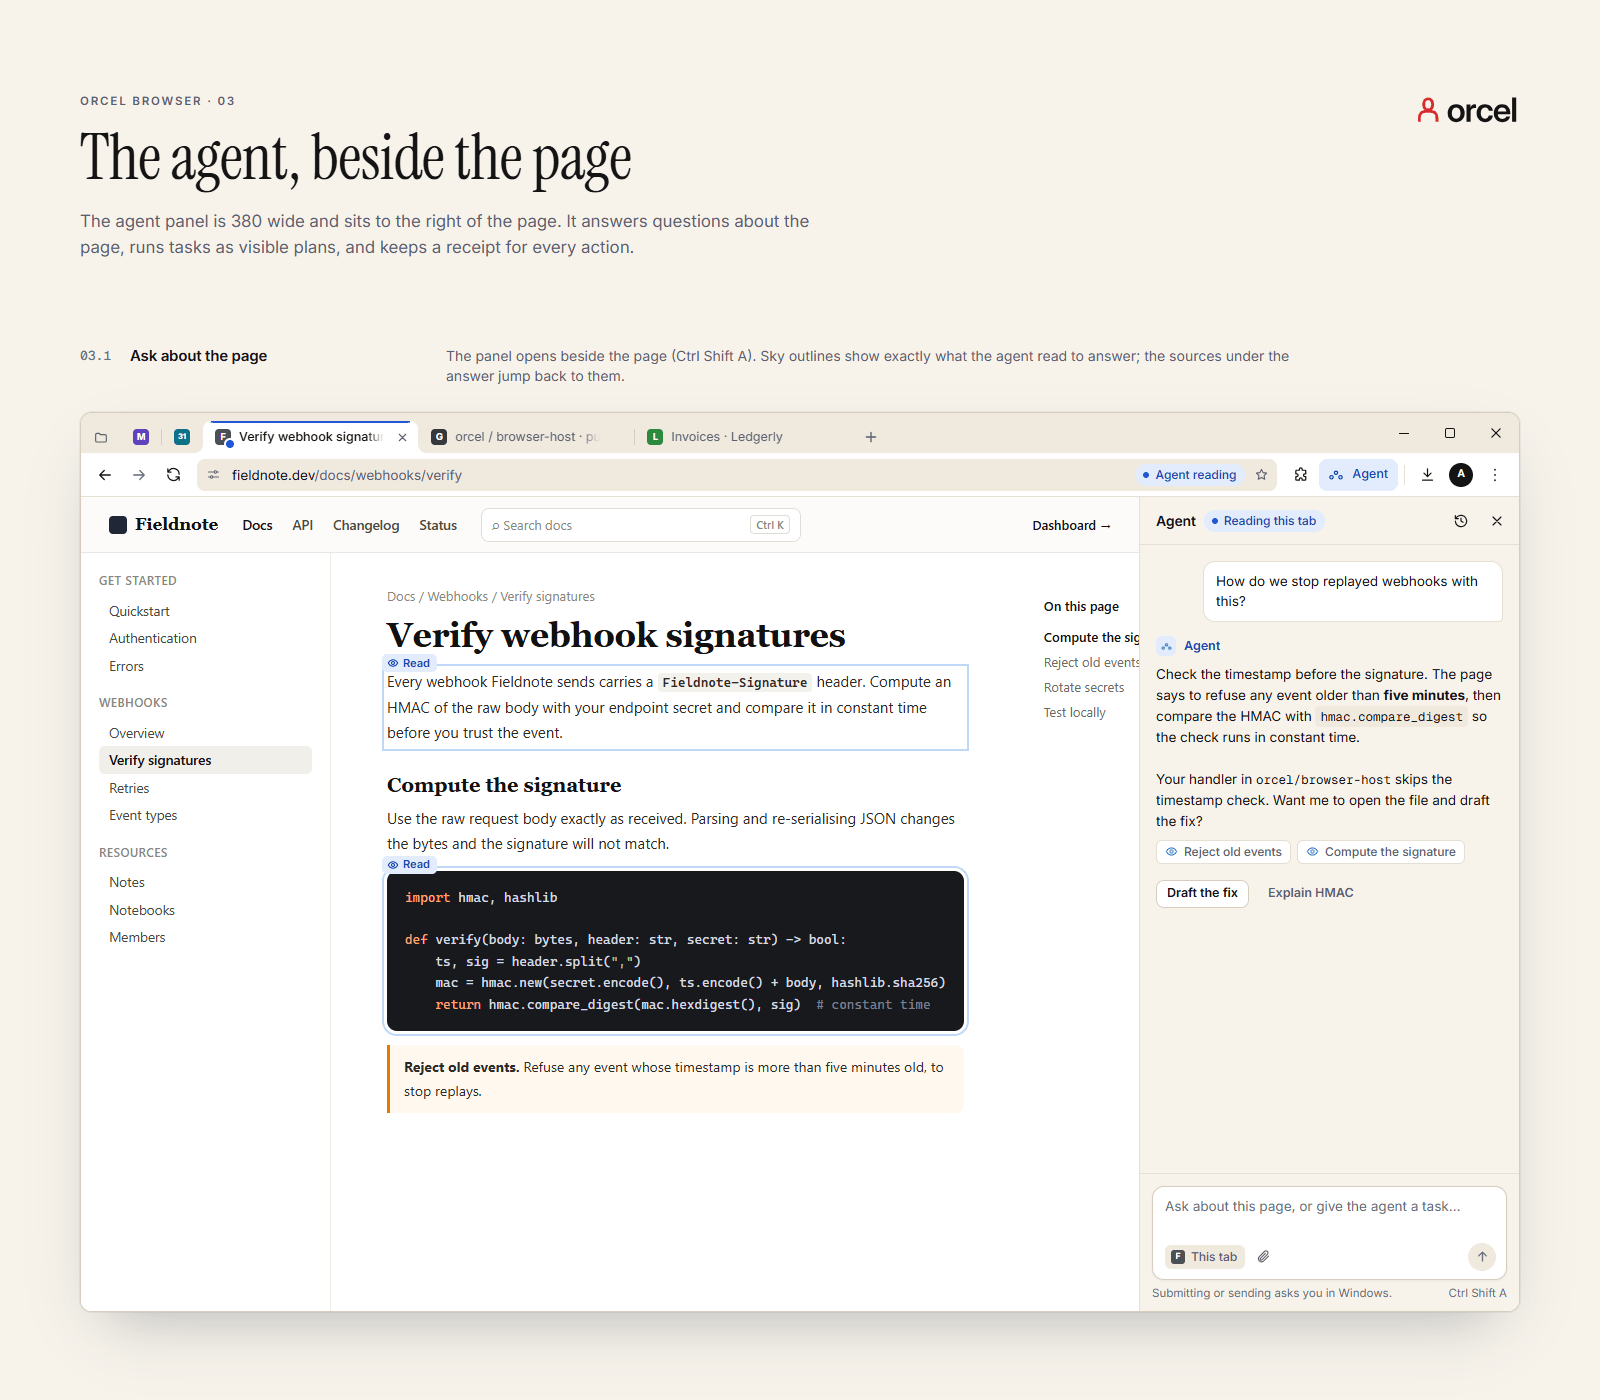 ORCEL BROWSER · 03
orcel
The agent, beside the page
The agent panel is 380 wide and sits to the right of the page. It answers questions about the
page, runs tasks as visible plans, and keeps a receipt for every action.
03.1 Ask about the page
The panel opens beside the page (Ctrl Shift A). Sky outlines show exactly what the agent read to answer; the sources under the
answer jump back to them.
M
31
F Verify webhook signatur
G orcel / browser-host · pu
L Invoices · Ledgerly
fieldnote.dev/docs/webhooks/verify
Agent reading
Agent
A
Fieldnote Docs API Changelog Status
Search docs Ctrl K
Dashboard →
GET STARTED
Quickstart
Authentication
Errors
WEBHOOKS
Overview
Verify signatures
Retries
Event types
RESOURCES
Notes
Notebooks
Members
Docs / Webhooks / Verify signatures
Verify webhook signatures
Read
Every webhook Fieldnote sends carries a Fieldnote-Signature header. Compute an
HMAC of the raw body with your endpoint secret and compare it in constant time
before you trust the event.
Compute the signature
Use the raw request body exactly as received. Parsing and re-serialising JSON changes
the bytes and the signature will not match.
Read
import hmac, hashlib
def verify(body: bytes, header: str, secret: str) -> bool:
ts, sig = header.split(",")
mac = hmac.new(secret.encode(), ts.encode() + body, hashlib.sha256)
return hmac.compare_digest(mac.hexdigest(), sig) # constant time
Reject old events. Refuse any event whose timestamp is more than five minutes old, to
stop replays.
On this page
Compute the sig
Reject old events
Rotate secrets
Test locally
Agent Reading this tab
How do we stop replayed webhooks with
this?
Agent
Check the timestamp before the signature. The page
says to refuse any event older than five minutes, then
compare the HMAC with hmac.compare_digest so
the check runs in constant time.
Your handler in orcel/browser-host skips the
timestamp check. Want me to open the file and draft
the fix?
Reject old events Compute the signature
Draft the fix Explain HMAC
Ask about this page, or give the agent a task...
F This tab
Submitting or sending asks you in Windows. Ctrl Shift A